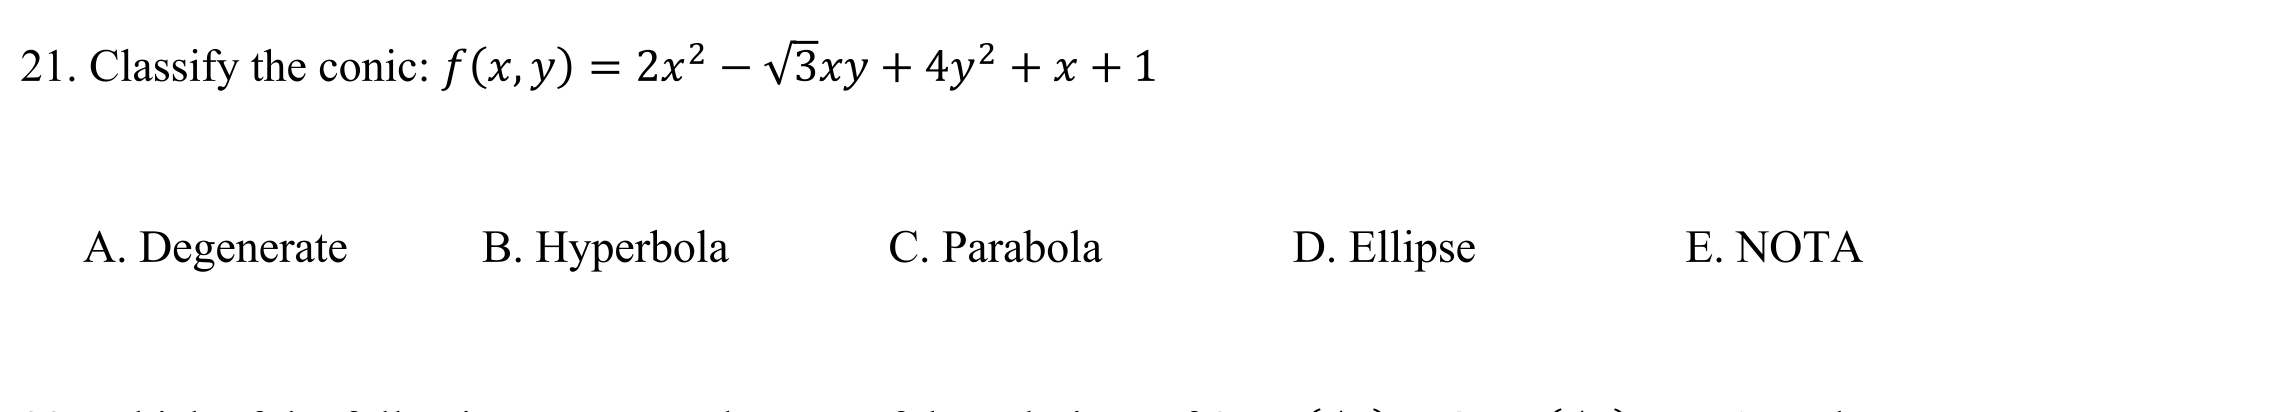 21. Classify the conic: f(x, y) = 2x² − √3xy + 4y² + x + 1
A. Degenerate B. Hyperbola C. Parabola D. Ellipse E. NOTA